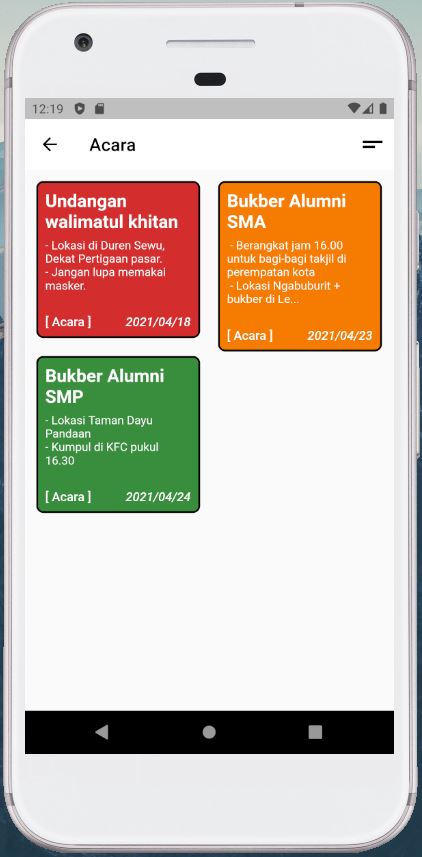 12:19
Acara
Undangan
walimatul khitan
- Lokasi di Duren Sewu,
Dekat Pertigaan pasar.
- Jangan lupa memakai
masker.
[ Acara ] 2021/04/18
Bukber Alumni
SMA
- Berangkat jam 16.00
untuk bagi-bagi takjil di
perempatan kota
- Lokasi Ngabuburit +
bukber di Le...
[ Acara ] 2021/04/23
Bukber Alumni
SMP
- Lokasi Taman Dayu
Pandaan
- Kumpul di KFC pukul
16.30
[ Acara ] 2021/04/24